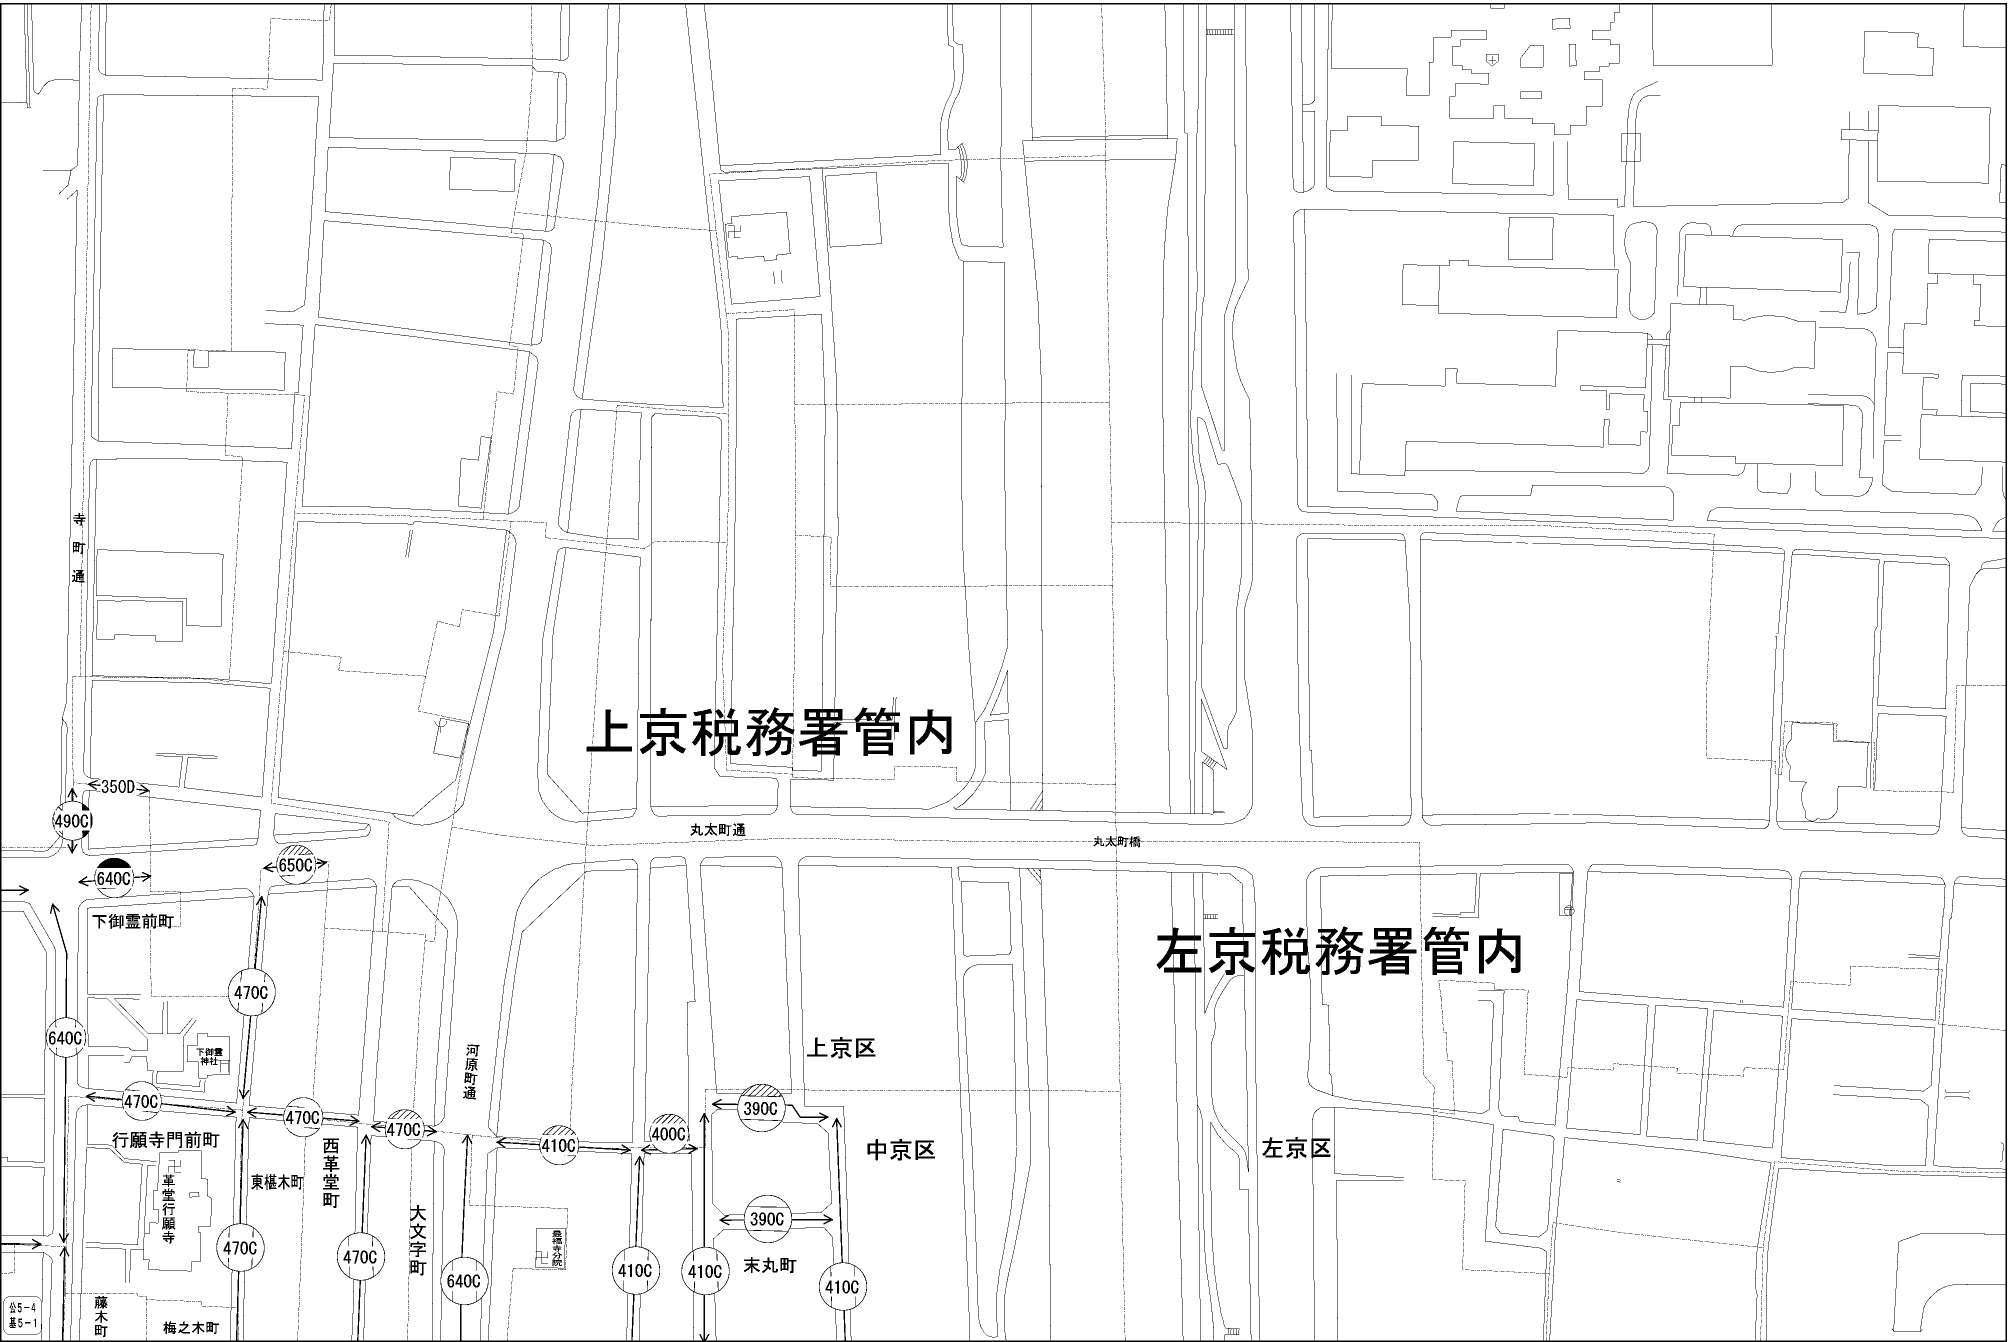 寺町通
上京税務署管内
350D
490C
丸太町通
丸太町橋
640C
650C
下御霊前町
左京税務署管内
470C
640C
下御霊
神社
河原町通
上京区
470C
470C
470C
410C
400C
390C
行願寺門前町
西革堂町
中京区
左京区
東椹木町
革堂行願寺
大文字町
390C
470C
470C
640C
最福寺分院
410C
410C
末丸町
410C
公5-4
基5-1
藤木町
梅之木町